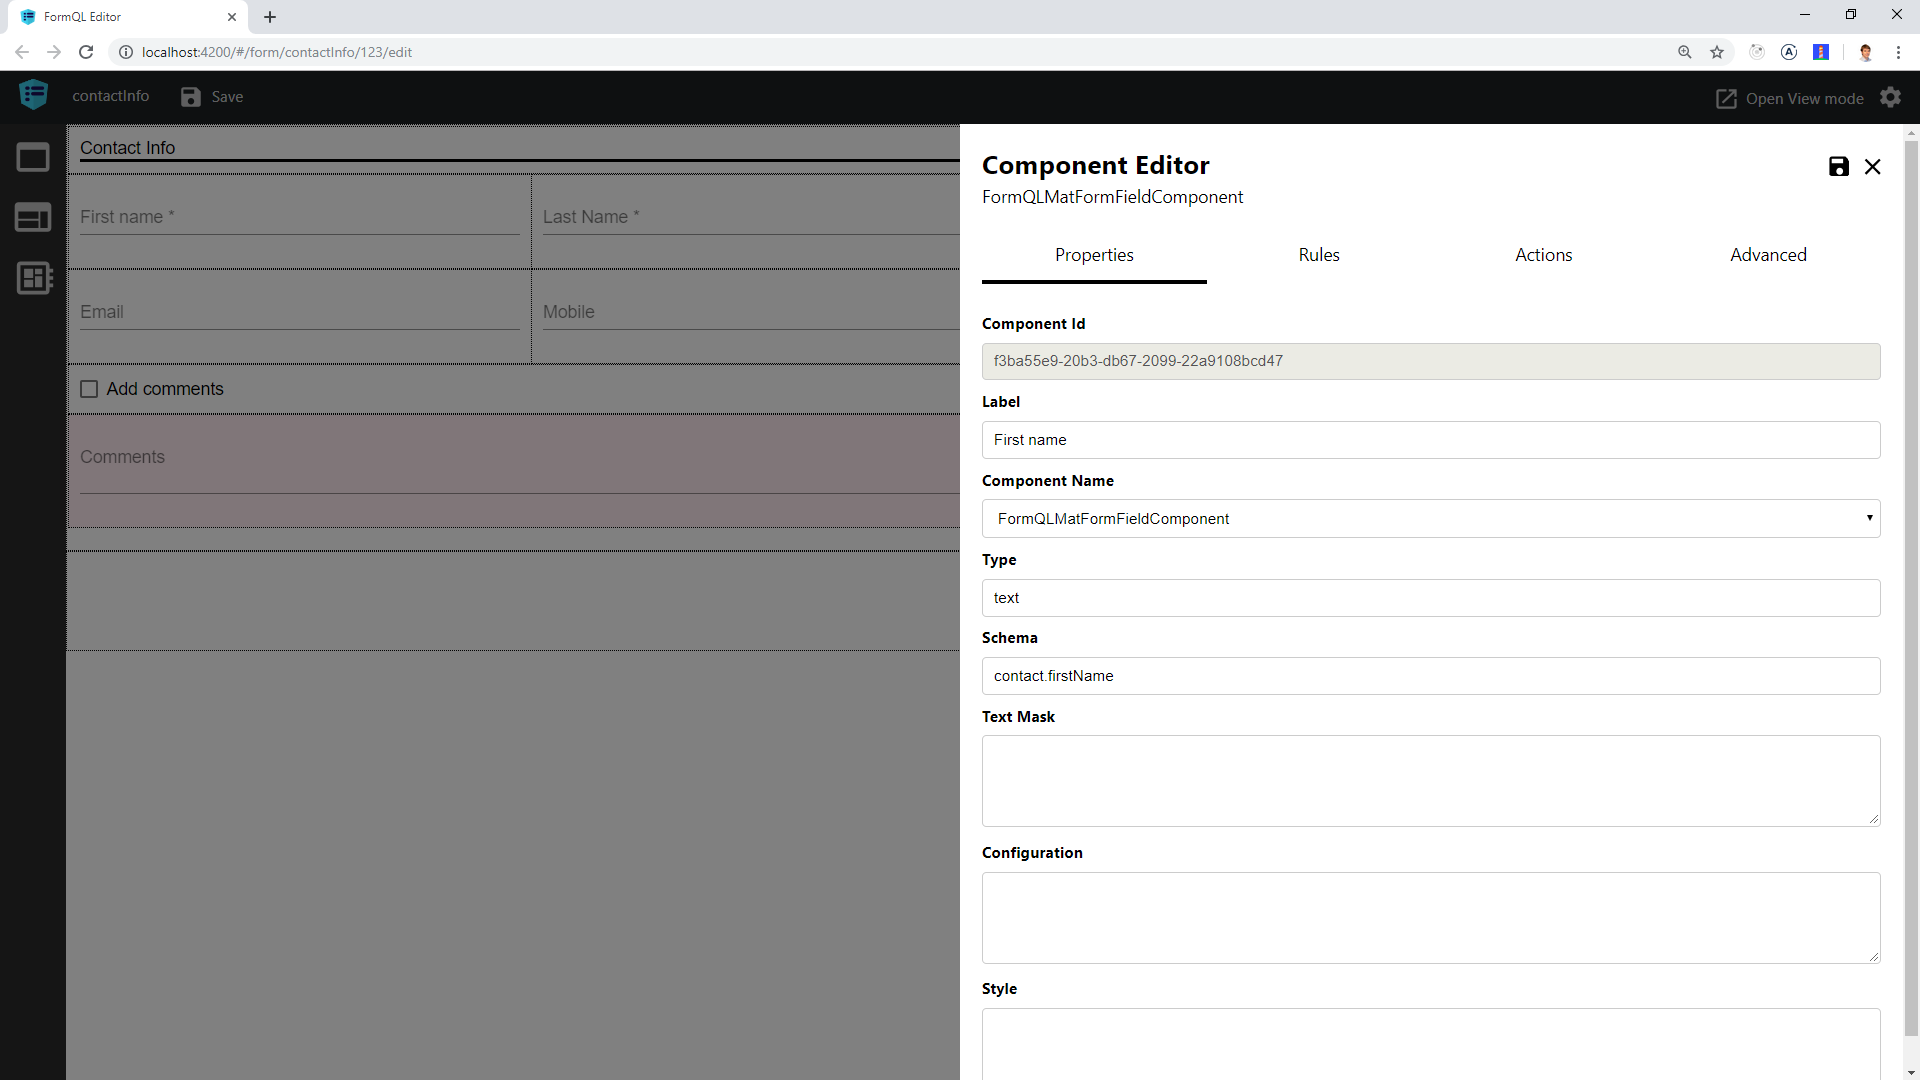 FormQL Editor
localhost:4200/#/form/contactInfo/123/edit
contactInfo
Save
Open View mode
Contact Info
First name *
Last Name *
Email
Mobile
Add comments
Comments
Component Editor
FormQLMatFormFieldComponent
Properties
Rules
Actions
Advanced
Component Id
f3ba55e9-20b3-db67-2099-22a9108bcd47
Label
First name
Component Name
FormQLMatFormFieldComponent
Type
text
Schema
contact.firstName
Text Mask
Configuration
Style